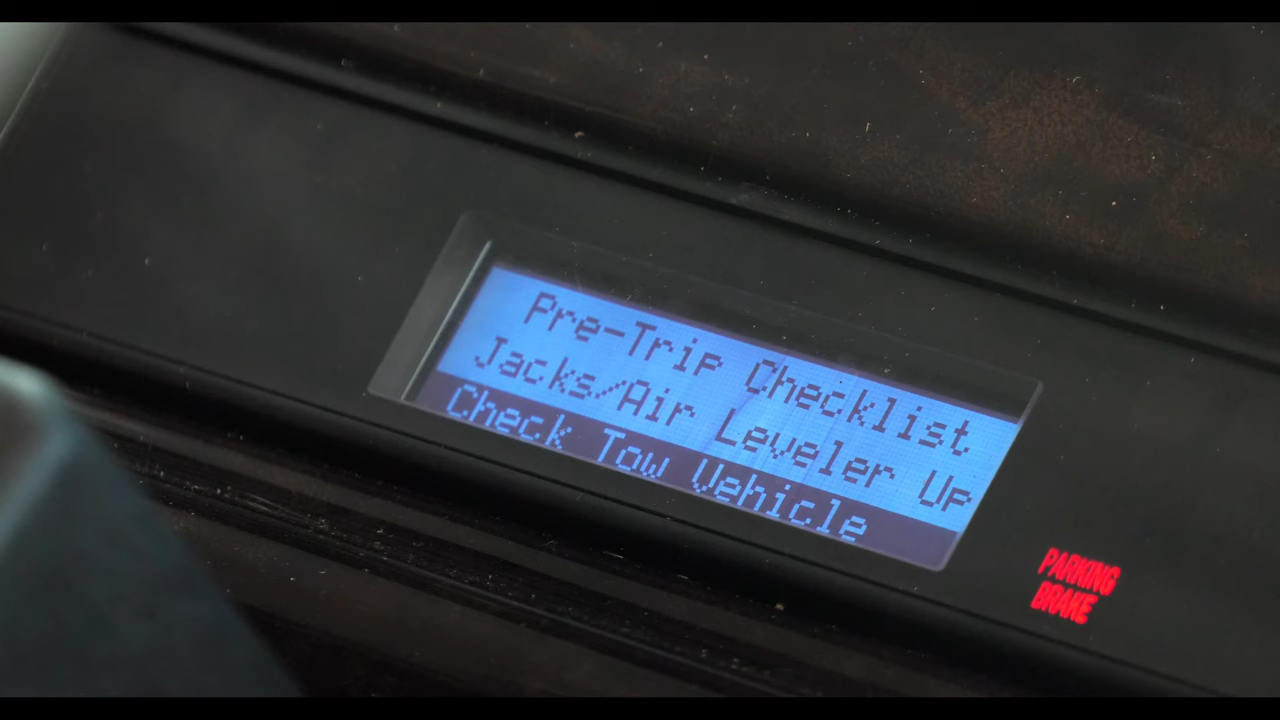 Pre-Trip Checklist
Jacks/Air Leveler Up
Check Tow Vehicle
PARKING
BRAKE